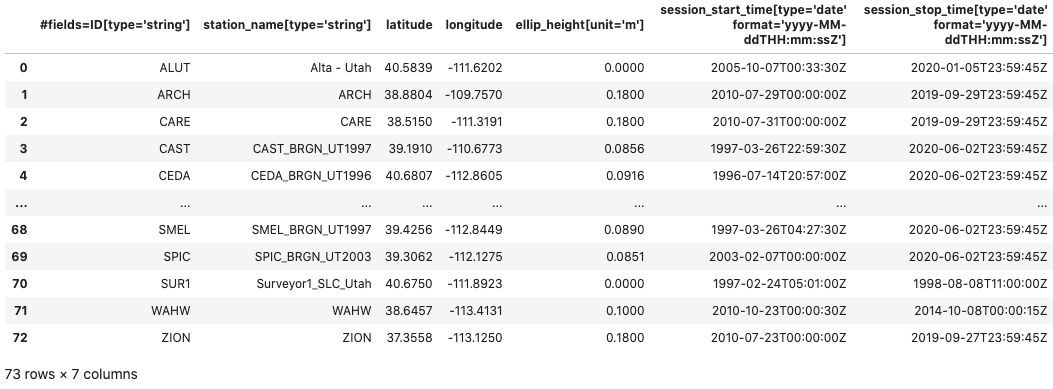 #fields=ID[type='string'] station_name[type='string'] latitude longitude ellip_height[unit='m'] session_start_time[type='date' format='yyyy-MM-ddTHH:mm:ssZ'] session_stop_time[type='date' format='yyyy-MM-ddTHH:mm:ssZ']
0 ALUT Alta - Utah 40.5839 -111.6202 0.0000 2005-10-07T00:33:30Z 2020-01-05T23:59:45Z
1 ARCH ARCH 38.8804 -109.7570 0.1800 2010-07-29T00:00:00Z 2019-09-29T23:59:45Z
2 CARE CARE 38.5150 -111.3191 0.1800 2010-07-31T00:00:00Z 2019-09-29T23:59:45Z
3 CAST CAST_BRGN_UT1997 39.1910 -110.6773 0.0856 1997-03-26T22:59:30Z 2020-06-02T23:59:45Z
4 CEDA CEDA_BRGN_UT1996 40.6807 -112.8605 0.0916 1996-07-14T20:57:00Z 2020-06-02T23:59:45Z
... ... ... ... ... ... ... ...
68 SMEL SMEL_BRGN_UT1997 39.4256 -112.8449 0.0890 1997-03-26T04:27:30Z 2020-06-02T23:59:45Z
69 SPIC SPIC_BRGN_UT2003 39.3062 -112.1275 0.0851 2003-02-07T00:00:00Z 2020-06-02T23:59:45Z
70 SUR1 Surveyor1_SLC_Utah 40.6750 -111.8923 0.0000 1997-02-24T05:01:00Z 1998-08-08T11:00:00Z
71 WAHW WAHW 38.6457 -113.4131 0.1000 2010-10-23T00:00:30Z 2014-10-08T00:00:15Z
72 ZION ZION 37.3558 -113.1250 0.1800 2010-07-23T00:00:00Z 2019-09-27T23:59:45Z
73 rows × 7 columns